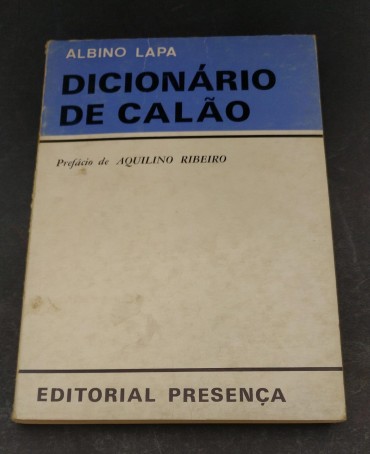 ALBINO LAPA
DICIONÁRIO
DE CALÃO
Prefácio de AQUILINO RIBEIRO
EDITORIAL PRESENÇA